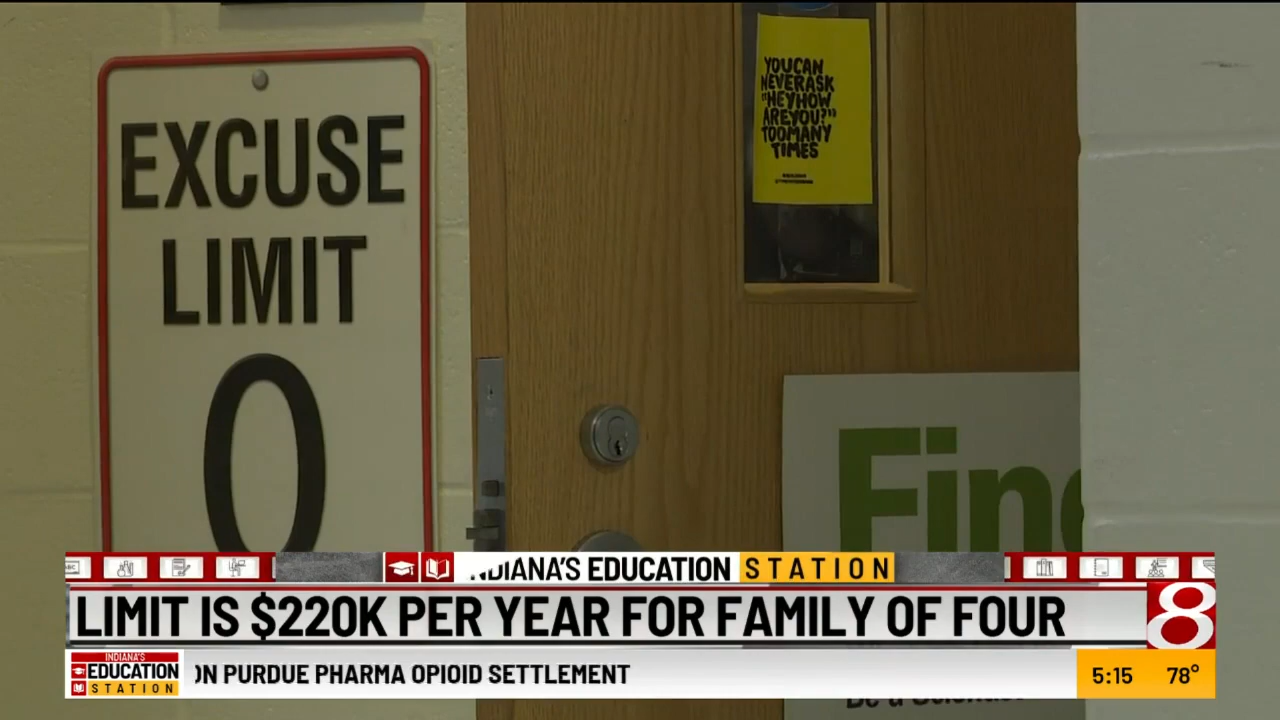 EXCUSE
LIMIT
0
YOU CAN
NEVER ASK
"HEY HOW
ARE YOU?"
TOO MANY
TIMES
Fin
INDIANA'S EDUCATION STATION
LIMIT IS $220K PER YEAR FOR FAMILY OF FOUR
8
INDIANA'S
EDUCATION
STATION
ON PURDUE PHARMA OPIOID SETTLEMENT
5:15 78°